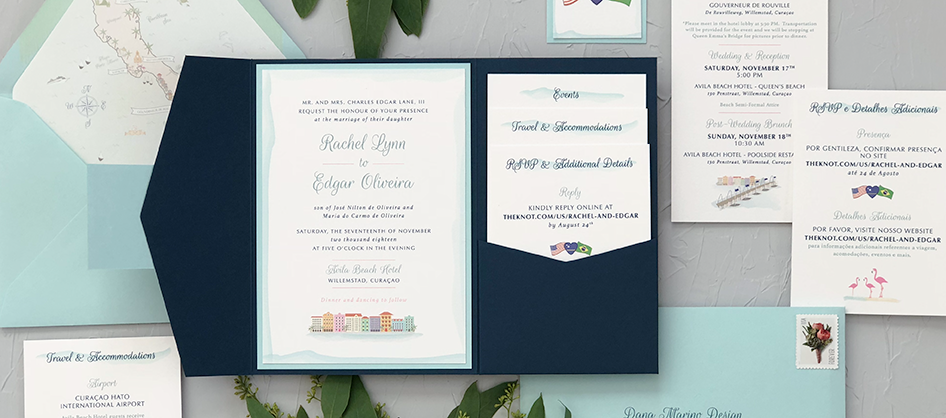 MR. AND MRS. CHARLES EDGAR LANE, III
REQUEST THE HONOUR OF YOUR PRESENCE
at the marriage of their daughter
Rachel Lynn
to
Edgar Oliveira
son of José Nilton de Oliveira and
Maria do Carmo de Oliveira
SATURDAY, THE SEVENTEENTH OF NOVEMBER
two thousand eighteen
AT FIVE O'CLOCK IN THE EVENING
Avila Beach Hotel
WILLEMSTAD, CURAÇAO
Dinner and dancing to follow
Events
Travel & Accommodations
RSVP & Additional Details
Reply
KINDLY REPLY ONLINE AT
THEKNOT.COM/US/RACHEL-AND-EDGAR
by August 24th
GOUVERNEUR DE ROUVILLE
De Rouvilleweg, Willemstad, Curaçao
*Please meet in the hotel lobby at 5:30 PM. Transportation
will be provided for the event and we will be stopping at
Queen Emma's Bridge for pictures prior to dinner
Wedding & Reception
SATURDAY, NOVEMBER 17TH
5:00 PM
AVILA BEACH HOTEL - QUEEN'S BEACH
130 Penstraat, Willemstad, Curaçao
Beach Semi-Formal Attire
Post-Wedding Brunch
SUNDAY, NOVEMBER 18TH
10:30 AM
AVILA BEACH HOTEL - POOLSIDE RESTA
130 Penstraat, Willemstad, Curaçao
RSVP e Detalhes Adicionais
Presença
POR GENTILEZA, CONFIRMAR PRESENÇA
NO SITE
THEKNOT.COM/US/RACHEL-AND-EDGAR
até 24 de Agosto
Detalhes Adicionais
POR FAVOR, VISITE NOSSO WEBSITE
THEKNOT.COM/US/RACHEL-AND-EDGAR
para informações adicionais referentes a viagem,
acomodações, eventos e mais.
Travel & Accommodations
Airport
CURAÇAO HATO
INTERNATIONAL AIRPORT
Dana Marino Design